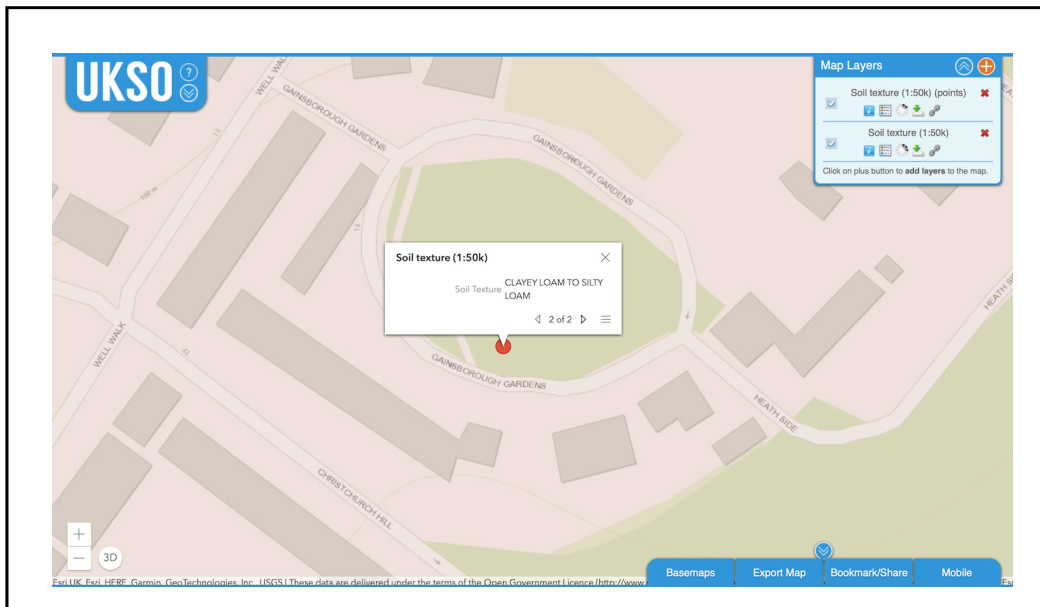 UKSO
?
Map Layers
Soil texture (1:50k) (points)
Soil texture (1:50k)
Click on plus button to add layers to the map.
WELL WALK
GAINSBOROUGH GARDENS
GAINSBOROUGH GARDENS
15
100 m
14
Soil texture (1:50k)
Soil Texture CLAYEY LOAM TO SILTY
LOAM
2 of 2
HEATH SIDE
WELL WALK
43
GAINSBOROUGH GARDENS
HEATH SIDE
CHRISTCHURCH HILL
+
−
3D
Basemaps
Export Map
Bookmark/Share
Mobile
Esri UK, Esri, HERE, Garmin, GeoTechnologies, Inc., USGS | These data are delivered under the terms of the Open Government Licence (http://www.